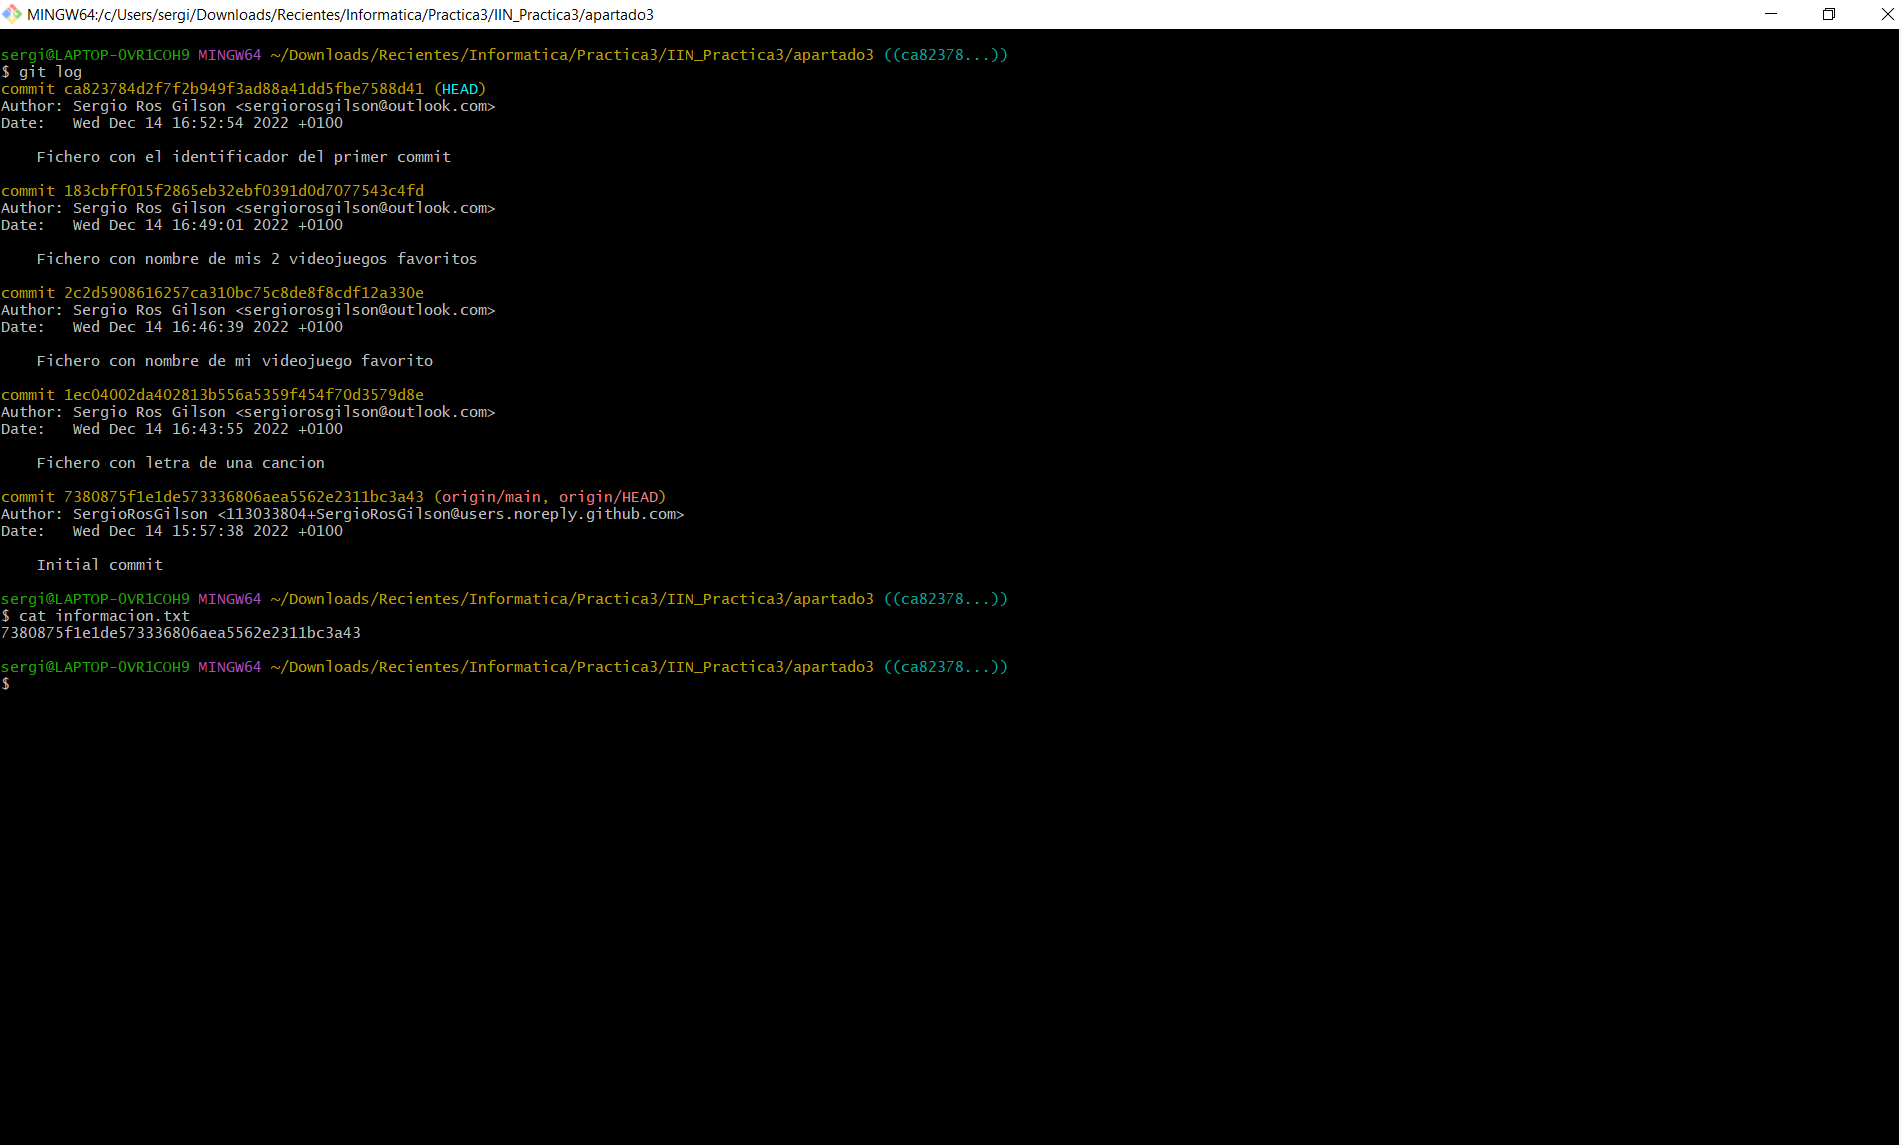 MINGW64:/c/Users/sergi/Downloads/Recientes/Informatica/Practica3/IIN_Practica3/apartado3
sergi@LAPTOP-OVR1COH9 MINGW64 ~/Downloads/Recientes/Informatica/Practica3/IIN_Practica3/apartado3 ((ca82378...))
$ git log
commit ca823784d2f7f2b949f3ad88a41dd5fbe7588d41 (HEAD)
Author: Sergio Ros Gilson <sergiorosgilson@outlook.com>
Date:   Wed Dec 14 16:52:54 2022 +0100
    Fichero con el identificador del primer commit
commit 183cbff015f2865eb32ebf0391d0d7077543c4fd
Author: Sergio Ros Gilson <sergiorosgilson@outlook.com>
Date:   Wed Dec 14 16:49:01 2022 +0100
    Fichero con nombre de mis 2 videojuegos favoritos
commit 2c2d5908616257ca310bc75c8de8f8cdf12a330e
Author: Sergio Ros Gilson <sergiorosgilson@outlook.com>
Date:   Wed Dec 14 16:46:39 2022 +0100
    Fichero con nombre de mi videojuego favorito
commit 1ec04002da402813b556a5359f454f70d3579d8e
Author: Sergio Ros Gilson <sergiorosgilson@outlook.com>
Date:   Wed Dec 14 16:43:55 2022 +0100
    Fichero con letra de una cancion
commit 7380875f1e1de573336806aea5562e2311bc3a43 (origin/main, origin/HEAD)
Author: SergioRosGilson <113033804+SergioRosGilson@users.noreply.github.com>
Date:   Wed Dec 14 15:57:38 2022 +0100
    Initial commit
sergi@LAPTOP-OVR1COH9 MINGW64 ~/Downloads/Recientes/Informatica/Practica3/IIN_Practica3/apartado3 ((ca82378...))
$ cat informacion.txt
7380875f1e1de573336806aea5562e2311bc3a43
sergi@LAPTOP-OVR1COH9 MINGW64 ~/Downloads/Recientes/Informatica/Practica3/IIN_Practica3/apartado3 ((ca82378...))
$